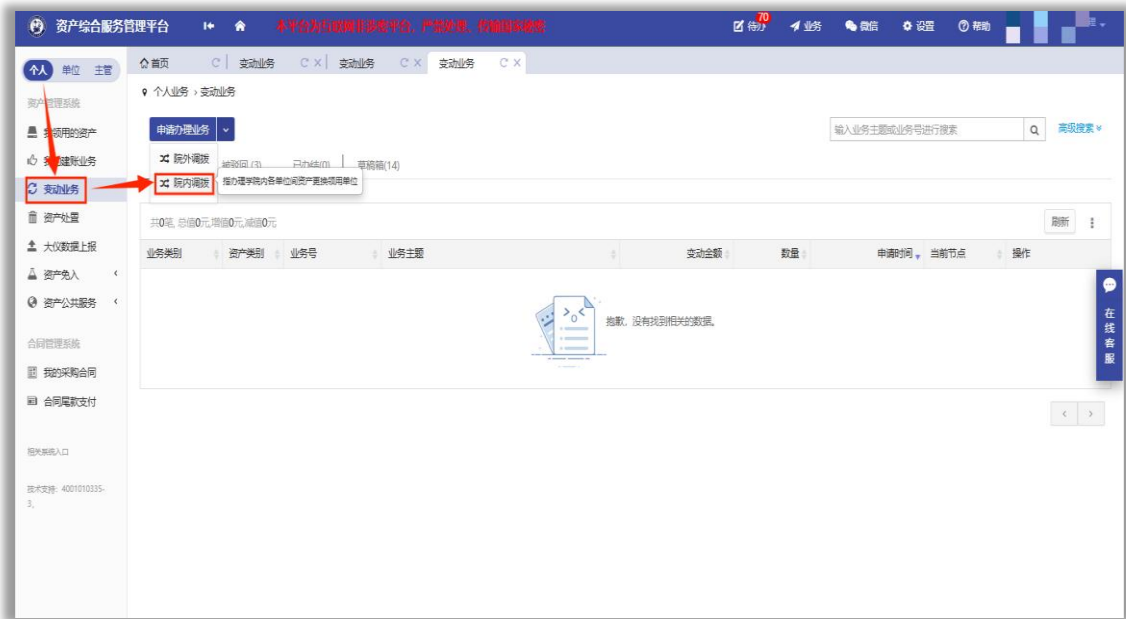 资产综合服务管理平台
本平台为互联网非涉密平台，严禁处理、传输国家秘密
70
待办 业务 微信 设置 帮助
个人 单位 主管
首页 变动业务 变动业务 变动业务
个人业务 › 变动业务
资产管理系统
我领用的资产
建账业务
变动业务
资产处置
大仪数据上报
资产免入
资产公共服务
合同管理系统
我的采购合同
合同尾款支付
相关系统入口
技术支持: 4001010335-
3,
申请办理业务
输入业务主题或业务号进行搜索
高级搜索
院外调拨
被驳回 (3) 已办结(0) 草稿箱(14)
院内调拨
指办理学院内各单位间资产更换领用单位
共0笔, 总值0元,增值0元,减值0元
刷新
业务类别 资产类别 业务号 业务主题 变动金额 数量 申请时间 当前节点 操作
抱歉，没有找到相关的数据。
在线客服